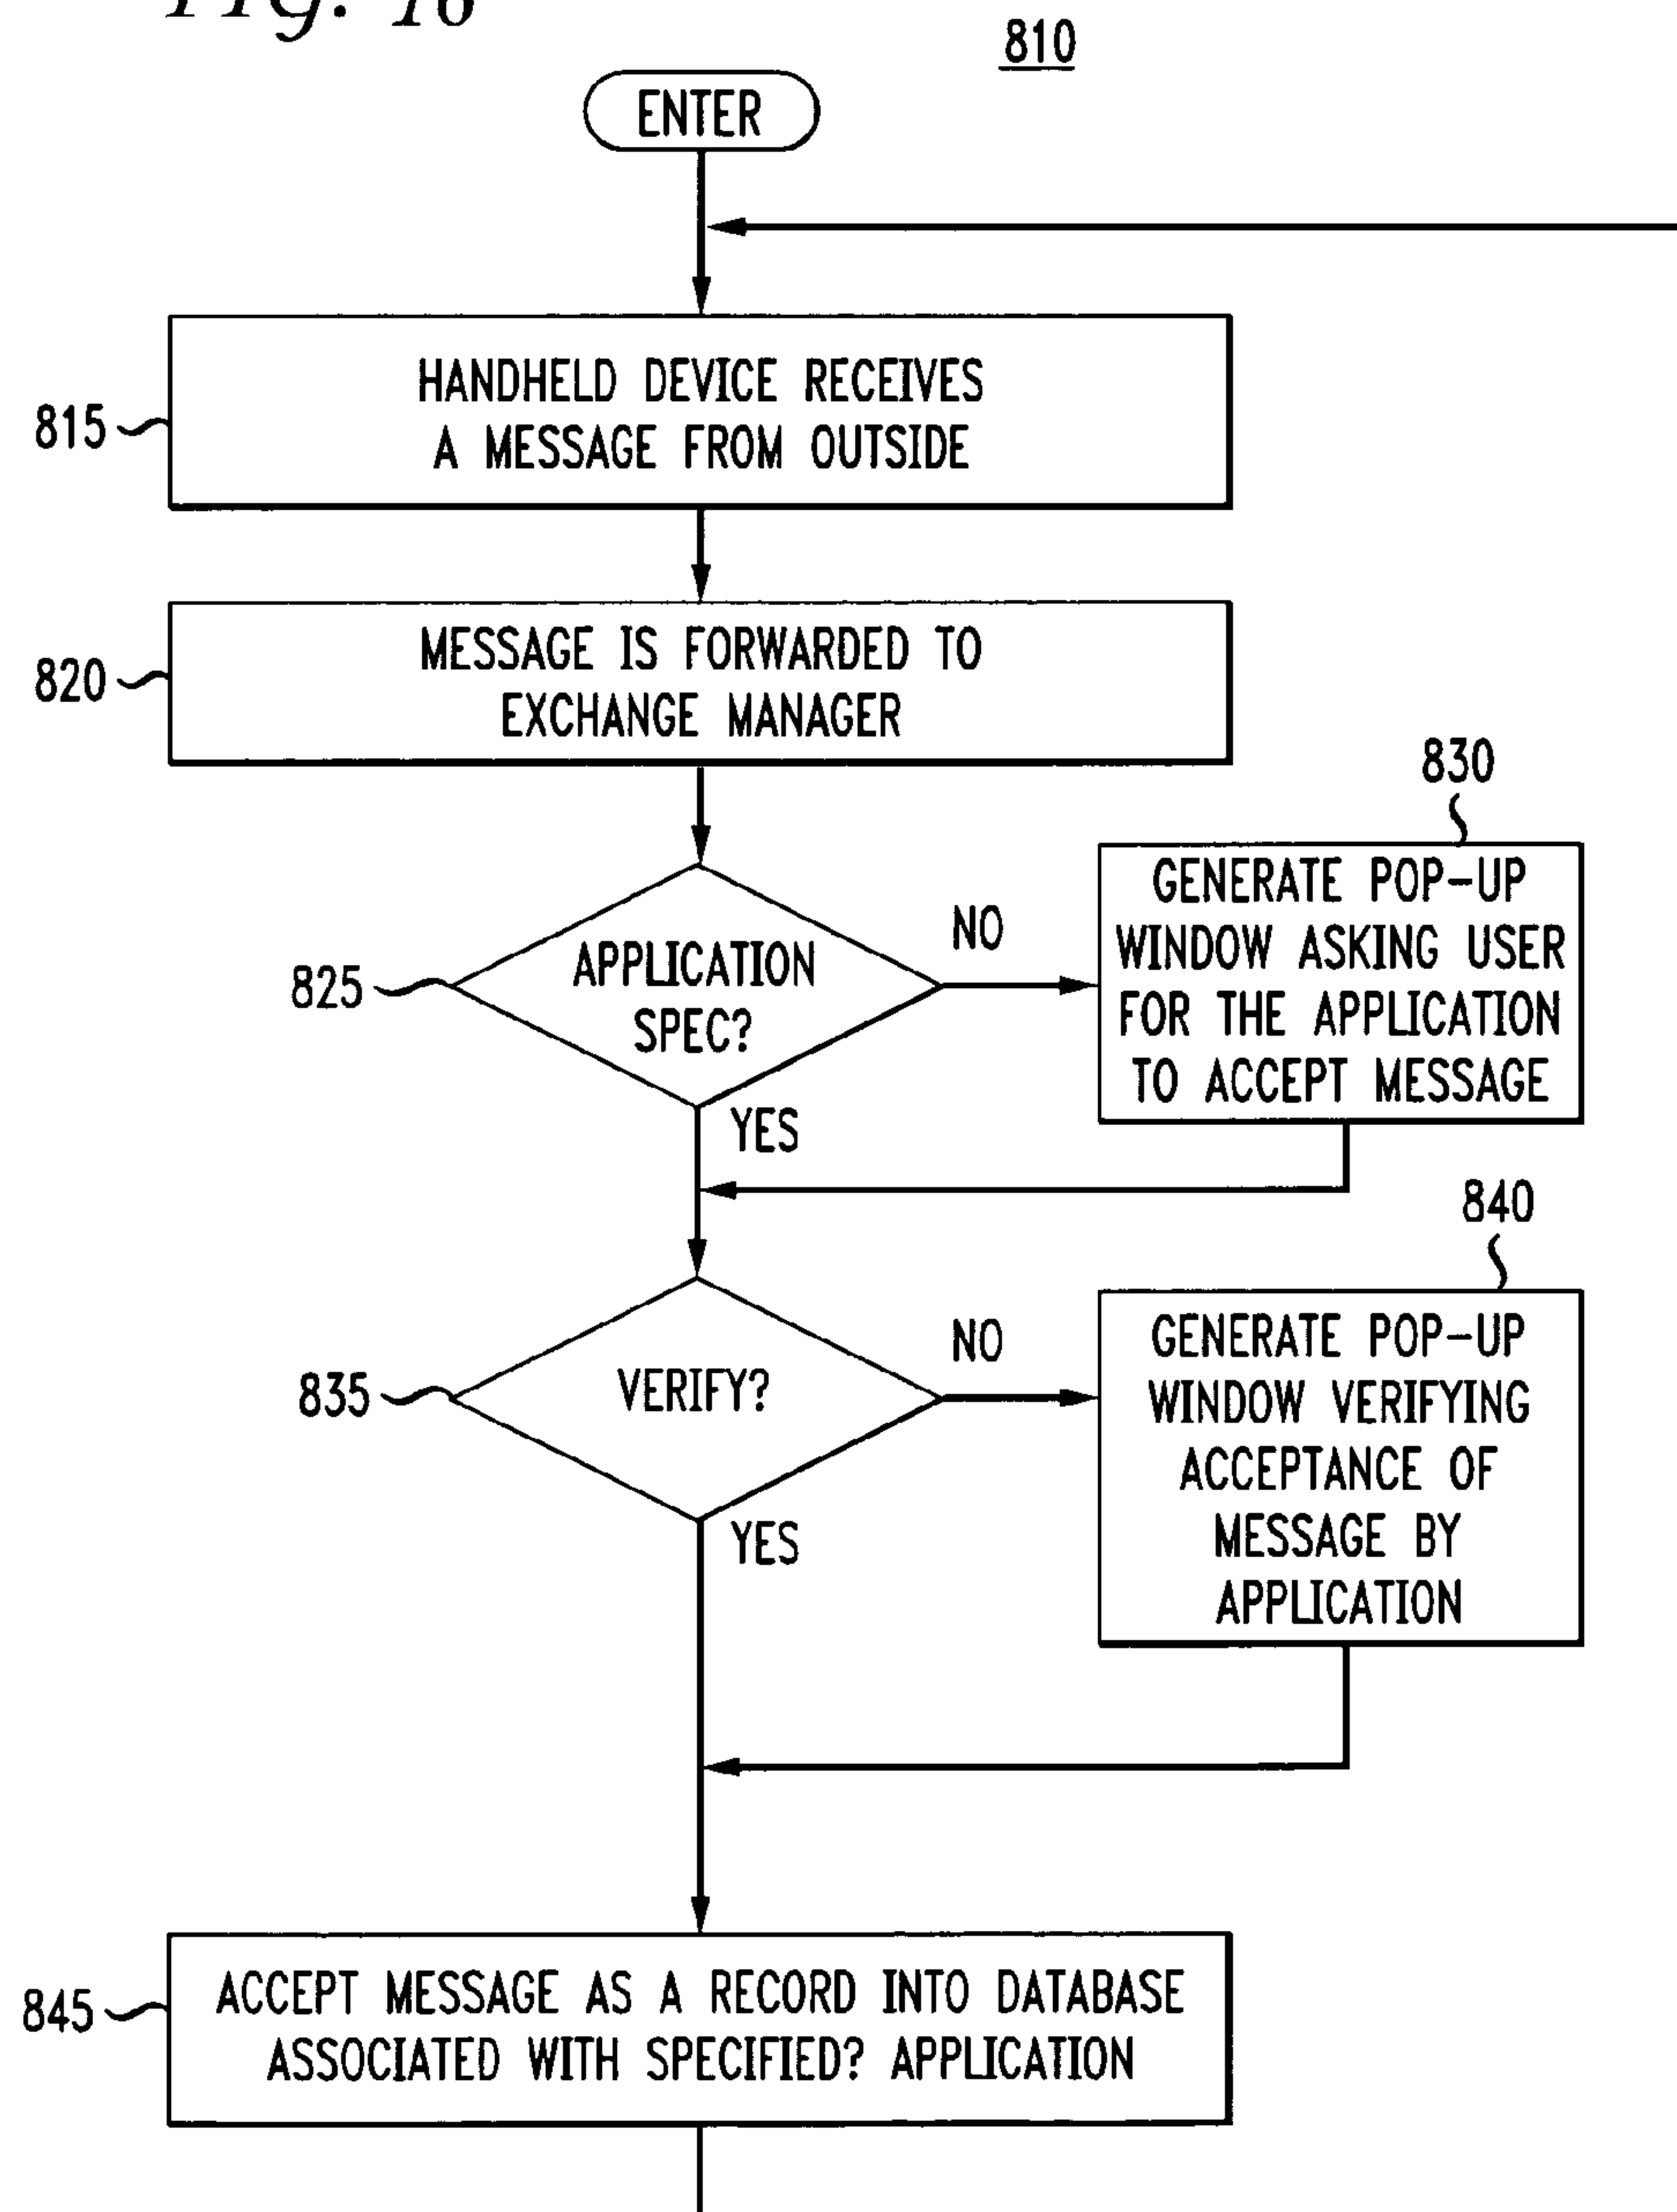 FIG. 16
810
ENTER
815
HANDHELD DEVICE RECEIVES
A MESSAGE FROM OUTSIDE
820
MESSAGE IS FORWARDED TO
EXCHANGE MANAGER
825
APPLICATION
SPEC?
NO
YES
830
GENERATE POP-UP
WINDOW ASKING USER
FOR THE APPLICATION
TO ACCEPT MESSAGE
835
VERIFY?
NO
YES
840
GENERATE POP-UP
WINDOW VERIFYING
ACCEPTANCE OF
MESSAGE BY
APPLICATION
845
ACCEPT MESSAGE AS A RECORD INTO DATABASE
ASSOCIATED WITH SPECIFIED? APPLICATION